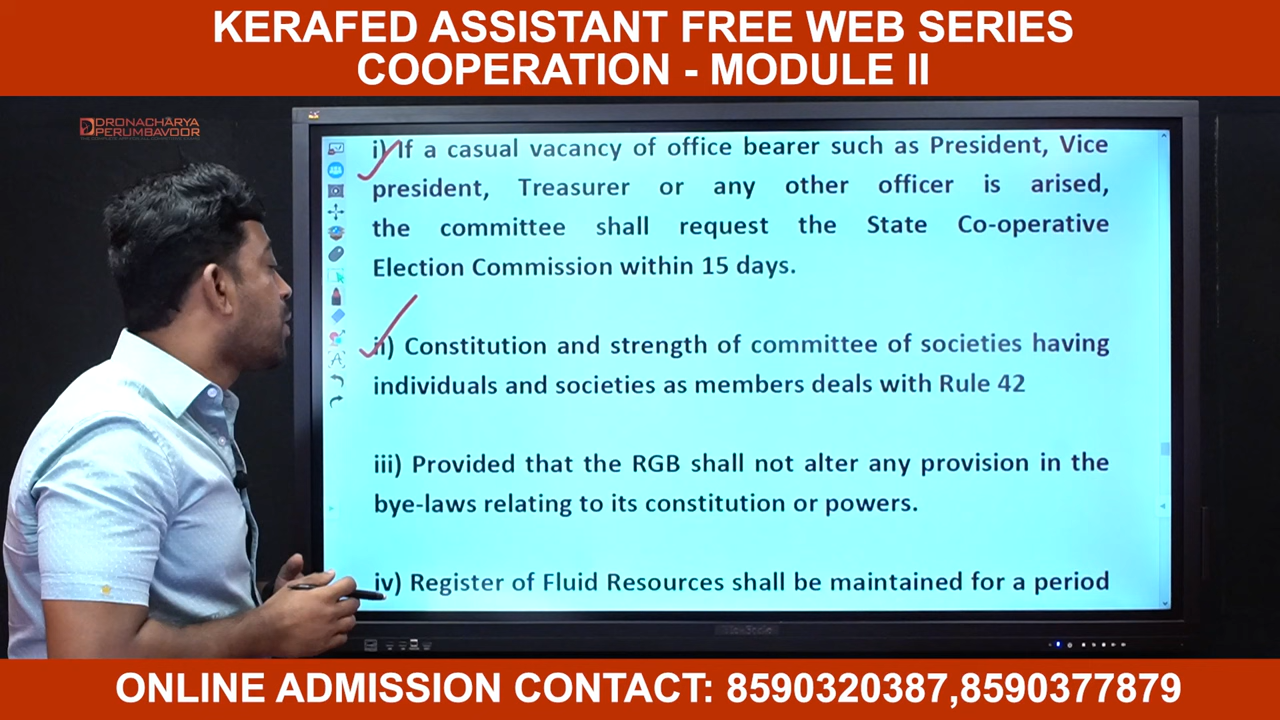 KERAFED ASSISTANT FREE WEB SERIES
COOPERATION - MODULE II
DRONACHARYA
PERUMBAVOOR
i) If a casual vacancy of office bearer such as President, Vice
president, Treasurer or any other officer is arised,
the committee shall request the State Co-operative
Election Commission within 15 days.
ii) Constitution and strength of committee of societies having
individuals and societies as members deals with Rule 42
iii) Provided that the RGB shall not alter any provision in the
bye-laws relating to its constitution or powers.
iv) Register of Fluid Resources shall be maintained for a period
ViewSonic
ONLINE ADMISSION CONTACT: 8590320387,8590377879